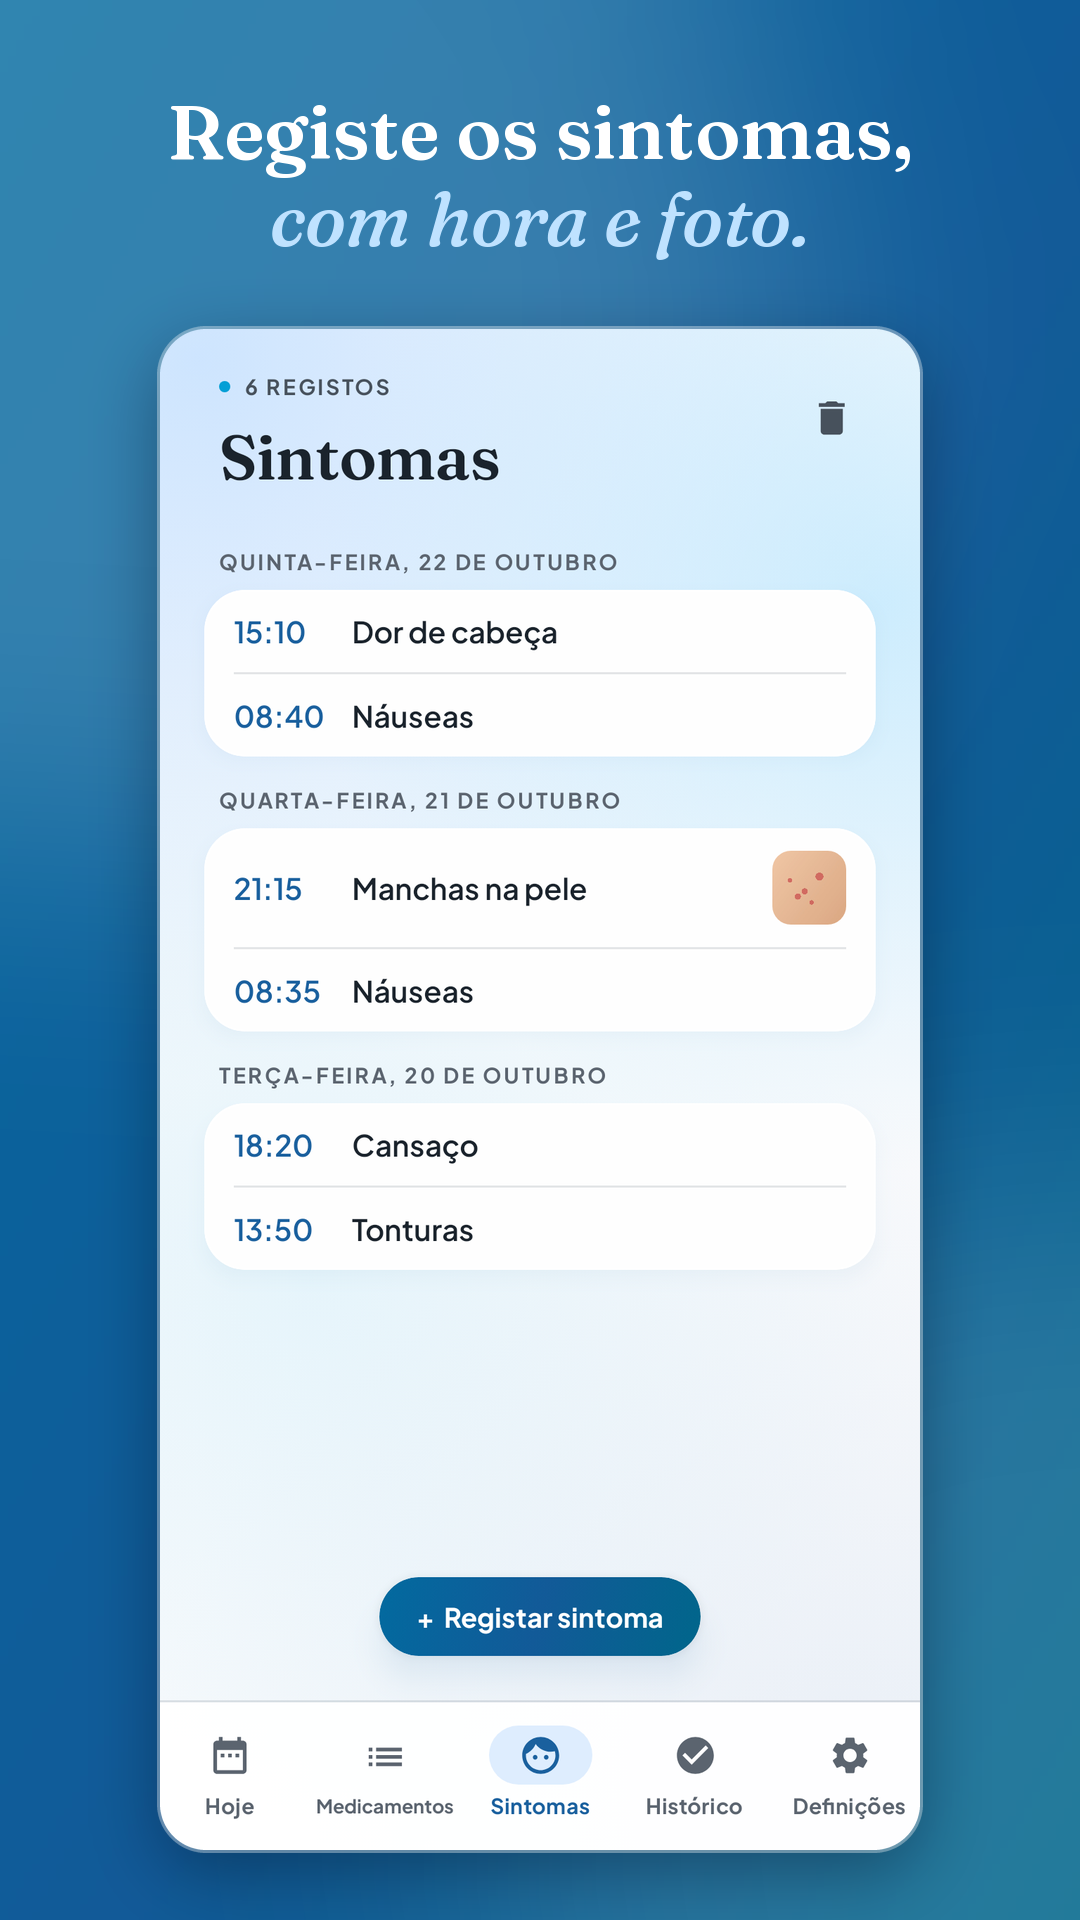 Registe os sintomas,
com hora e foto.
6 REGISTOS
Sintomas
QUINTA-FEIRA, 22 DE OUTUBRO
15:10 Dor de cabeça
08:40 Náuseas
QUARTA-FEIRA, 21 DE OUTUBRO
21:15 Manchas na pele
08:35 Náuseas
TERÇA-FEIRA, 20 DE OUTUBRO
18:20 Cansaço
13:50 Tonturas
+ Registar sintoma
Hoje Medicamentos Sintomas Histórico Definições